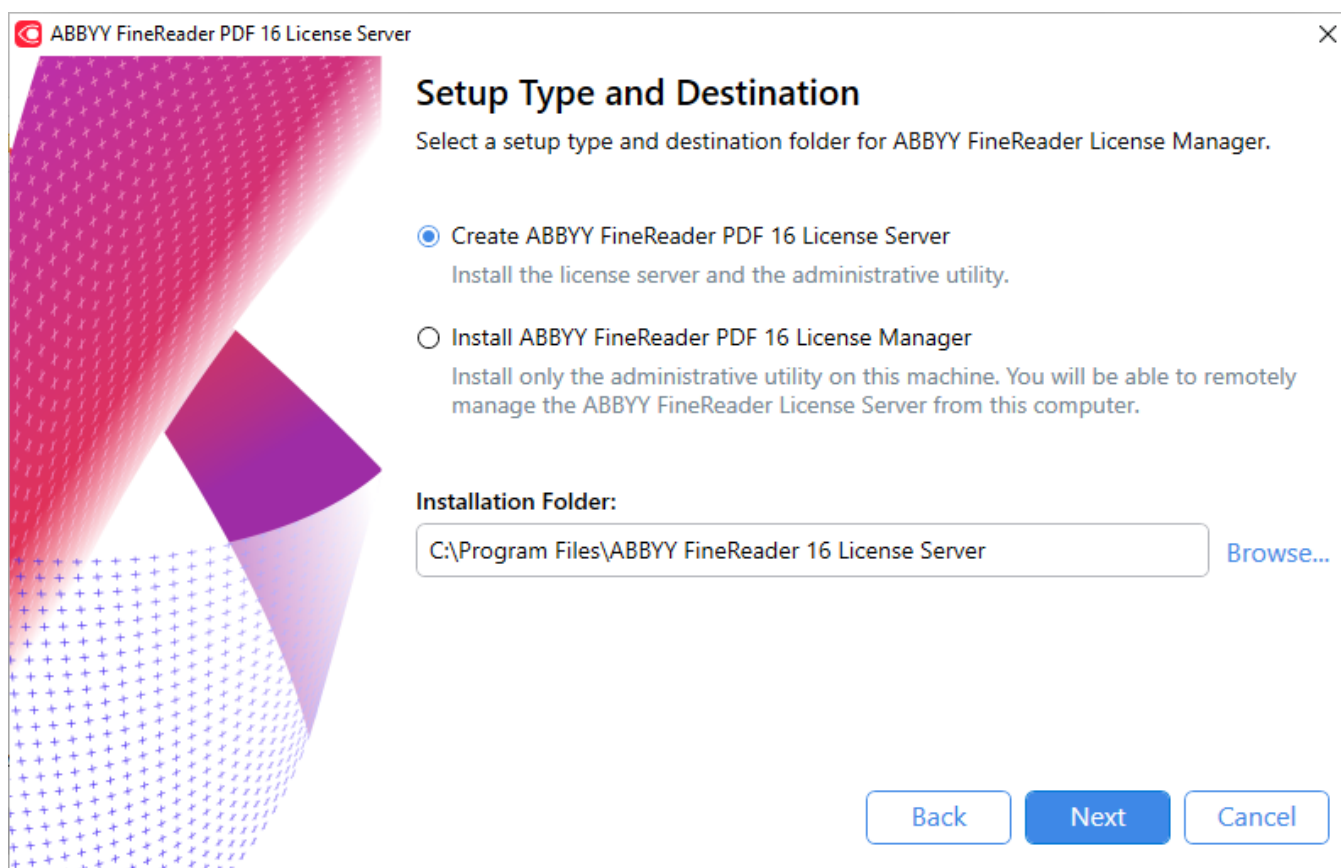 ABBYY FineReader PDF 16 License Server
Setup Type and Destination
Select a setup type and destination folder for ABBYY FineReader License Manager.
Create ABBYY FineReader PDF 16 License Server
Install the license server and the administrative utility.
Install ABBYY FineReader PDF 16 License Manager
Install only the administrative utility on this machine. You will be able to remotely
manage the ABBYY FineReader License Server from this computer.
Installation Folder:
C:\Program Files\ABBYY FineReader 16 License Server
Browse...
Back
Next
Cancel